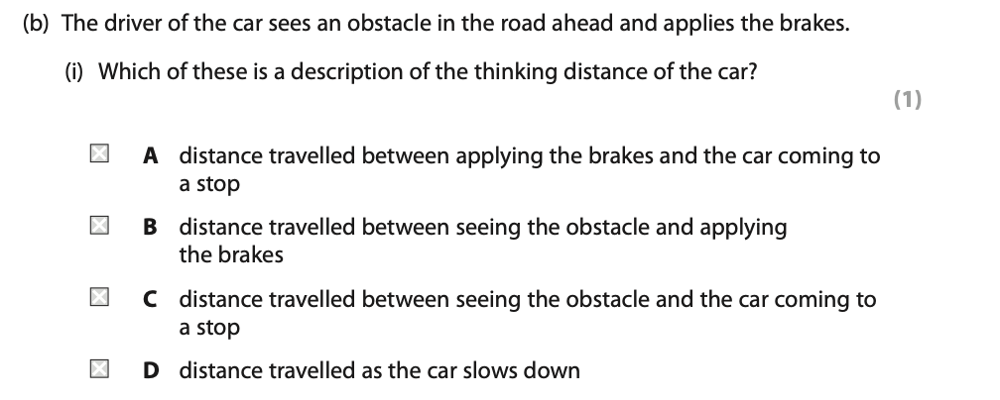 (b) The driver of the car sees an obstacle in the road ahead and applies the brakes.
(i) Which of these is a description of the thinking distance of the car?
(1)
A distance travelled between applying the brakes and the car coming to
a stop
B distance travelled between seeing the obstacle and applying
the brakes
C distance travelled between seeing the obstacle and the car coming to
a stop
D distance travelled as the car slows down